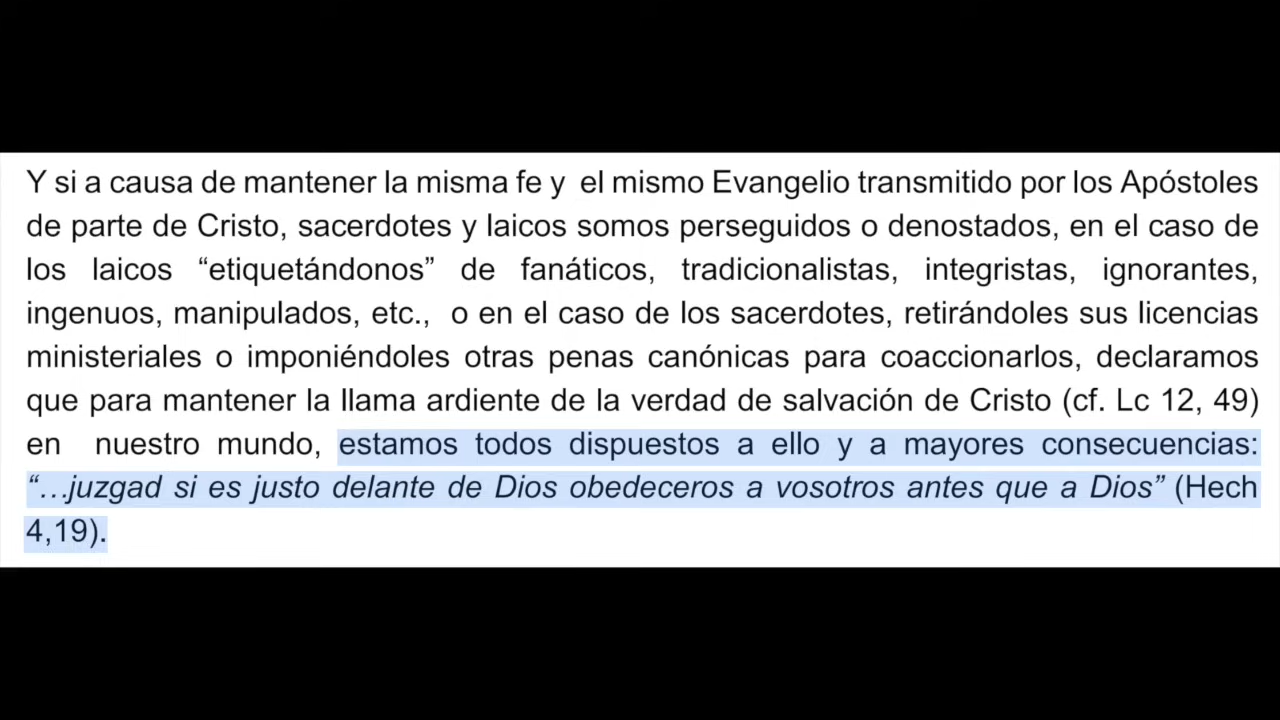 Y si a causa de mantener la misma fe y  el mismo Evangelio transmitido por los Apóstoles
de parte de Cristo, sacerdotes y laicos somos perseguidos o denostados, en el caso de
los laicos “etiquetándonos” de fanáticos, tradicionalistas, integristas, ignorantes,
ingenuos, manipulados, etc.,  o en el caso de los sacerdotes, retirándoles sus licencias
ministeriales o imponiéndoles otras penas canónicas para coaccionarlos, declaramos
que para mantener la llama ardiente de la verdad de salvación de Cristo (cf. Lc 12, 49)
en  nuestro mundo, estamos todos dispuestos a ello y a mayores consecuencias:
“…juzgad si es justo delante de Dios obedeceros a vosotros antes que a Dios” (Hech
4,19).